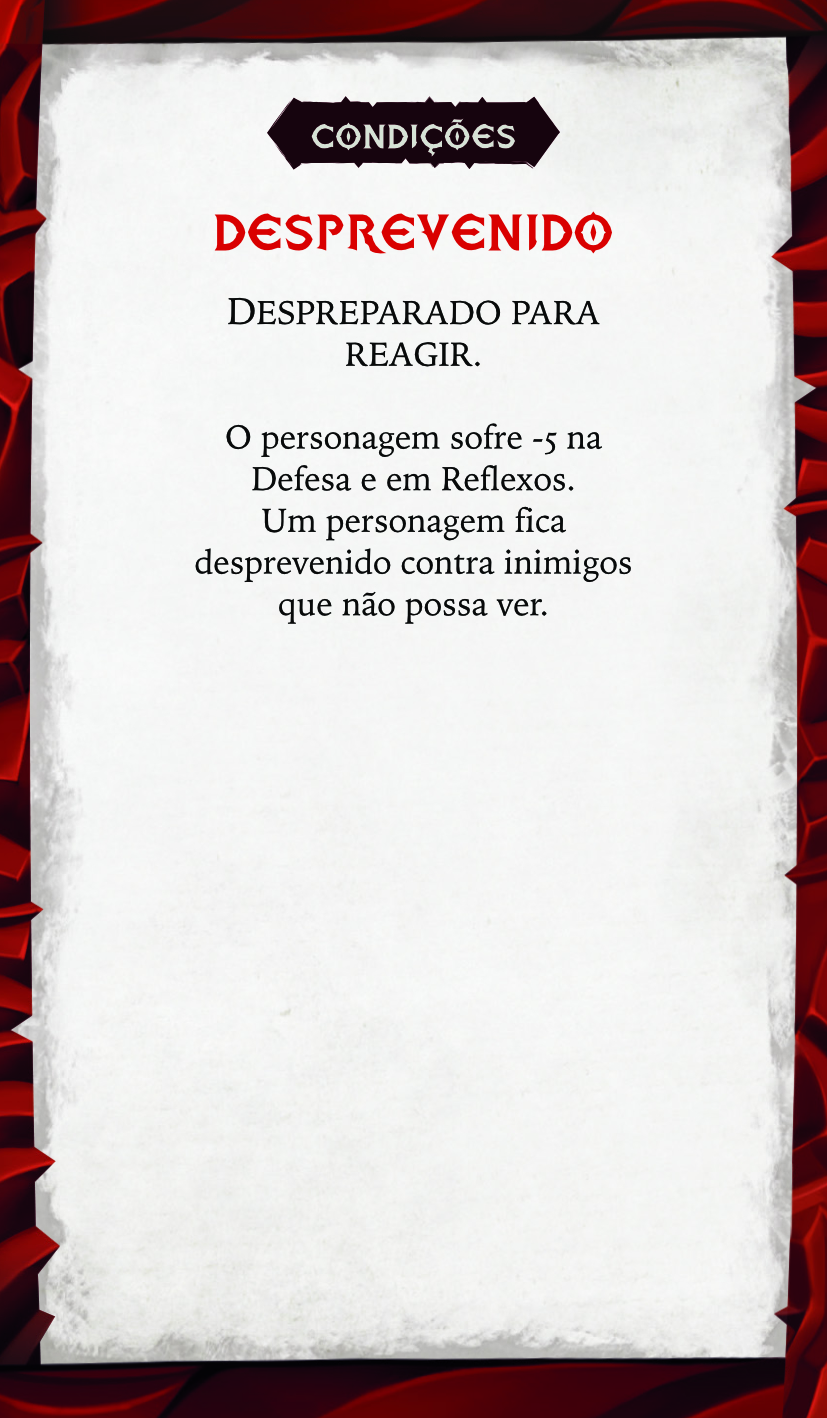 CONDIÇÕES
DESPREVENIDO
DESPREPARADO PARA
REAGIR.
O personagem sofre -5 na
Defesa e em Reflexos.
Um personagem fica
desprevenido contra inimigos
que não possa ver.